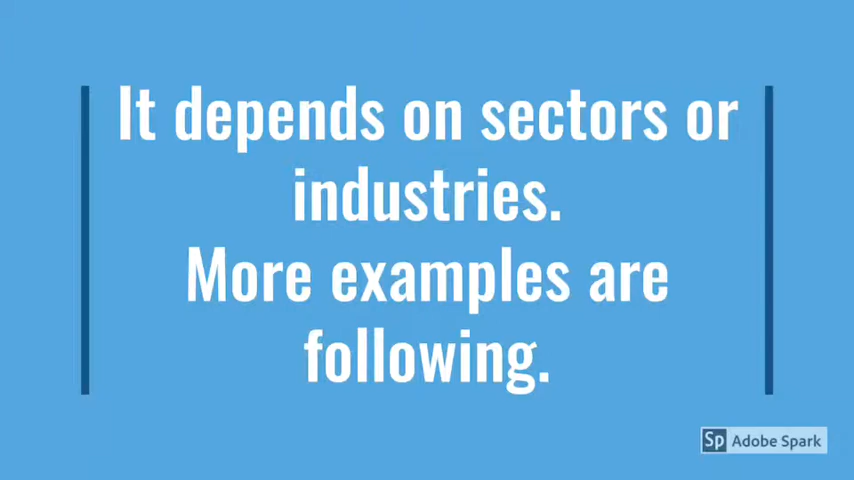 It depends on sectors or
industries.
More examples are
following.
Sp Adobe Spark